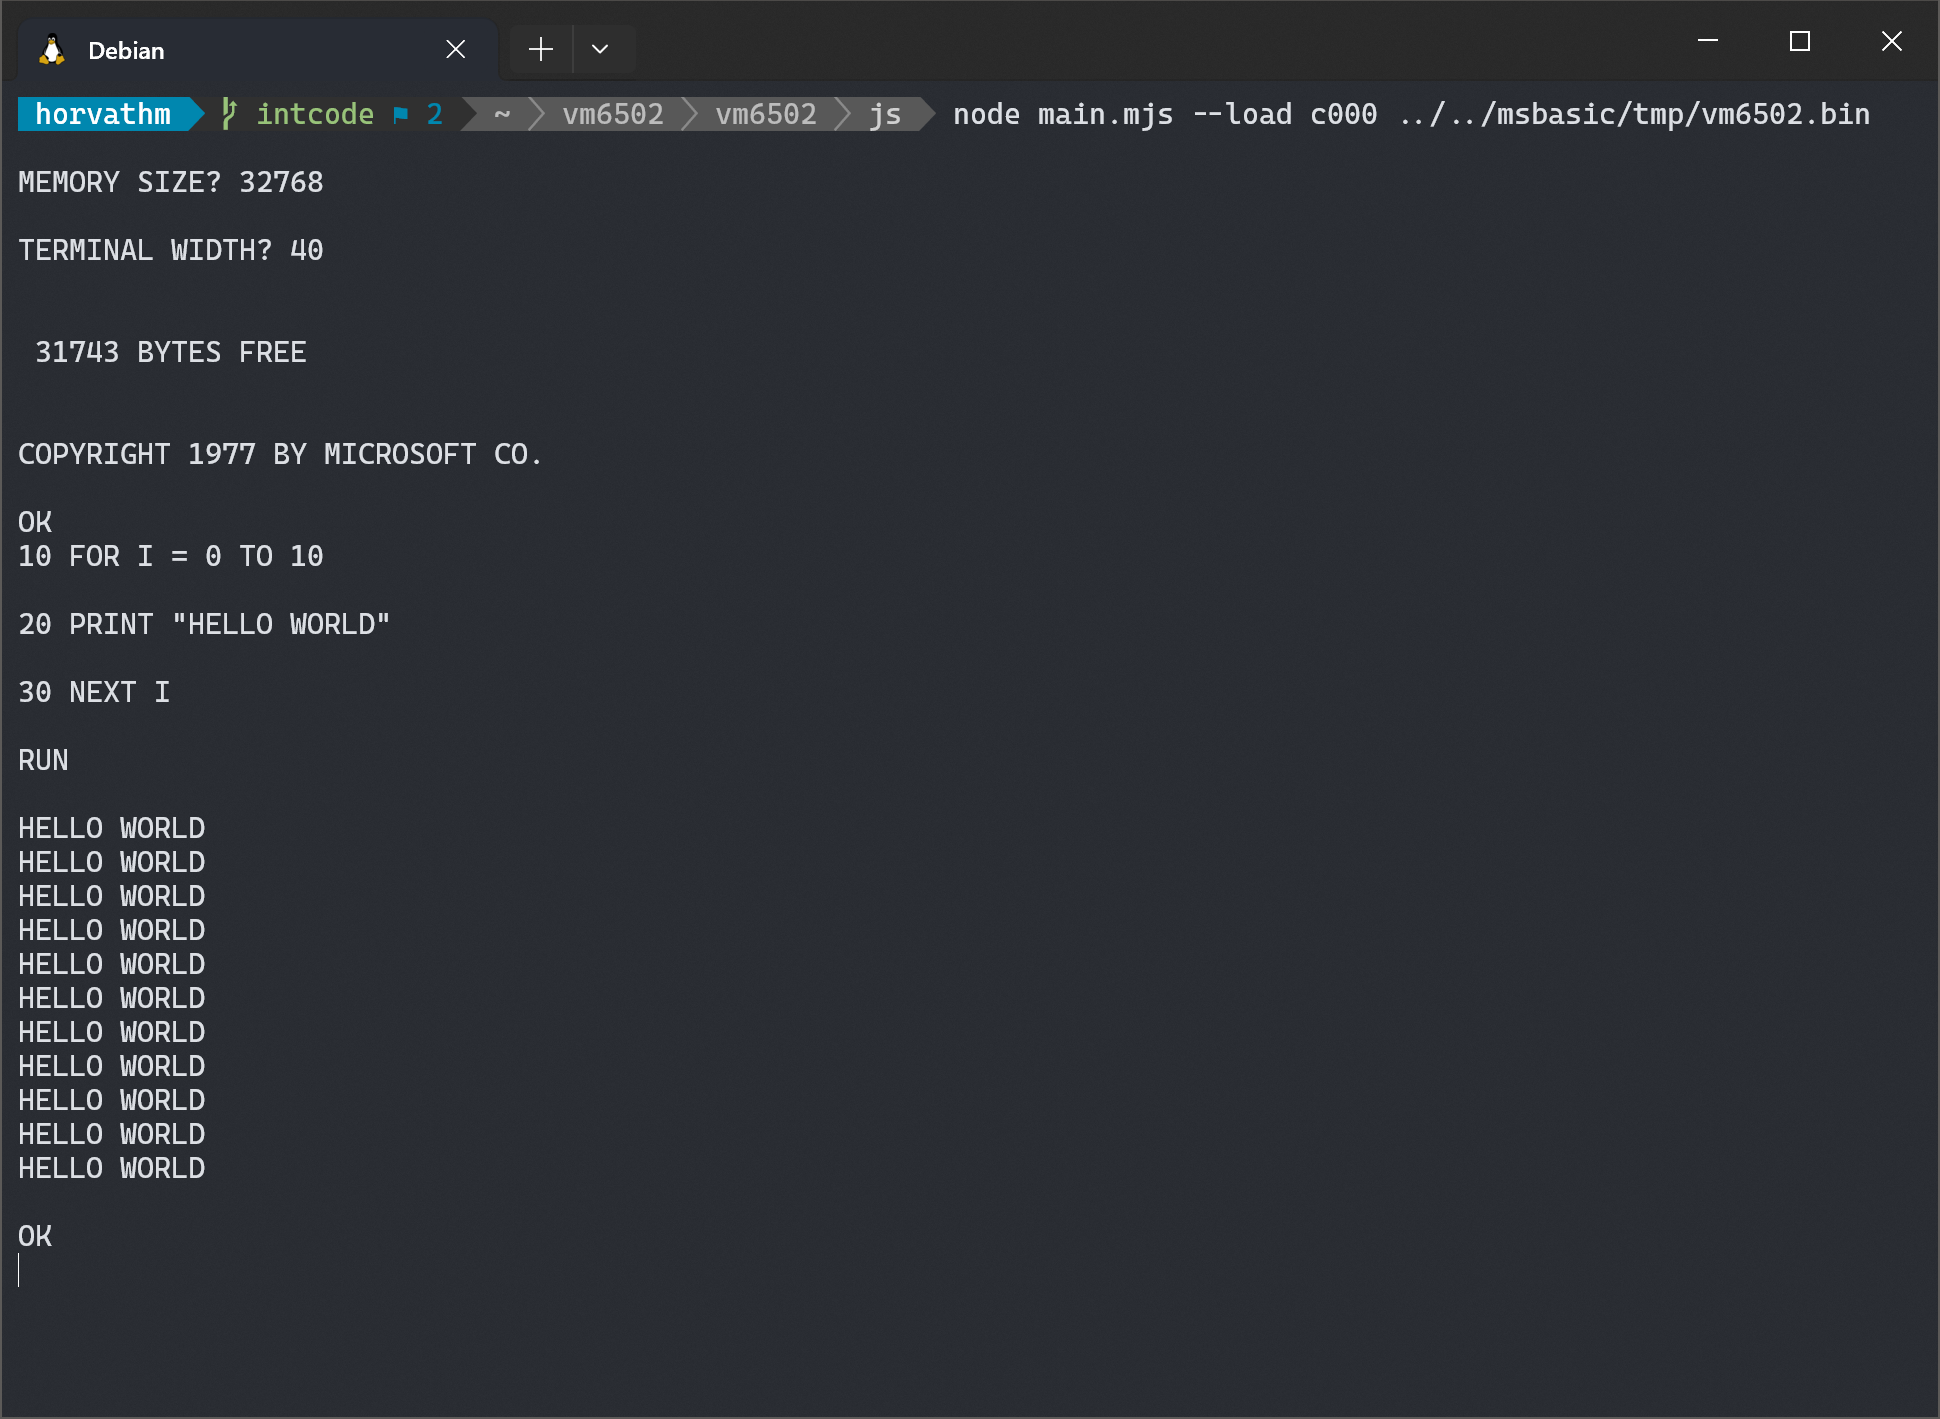 Debian
horvathm intcode 2 ~ vm6502 vm6502 js node main.mjs --load c000 ../../msbasic/tmp/vm6502.bin
MEMORY SIZE? 32768
TERMINAL WIDTH? 40
31743 BYTES FREE
COPYRIGHT 1977 BY MICROSOFT CO.
OK
10 FOR I = 0 TO 10
20 PRINT "HELLO WORLD"
30 NEXT I
RUN
HELLO WORLD
HELLO WORLD
HELLO WORLD
HELLO WORLD
HELLO WORLD
HELLO WORLD
HELLO WORLD
HELLO WORLD
HELLO WORLD
HELLO WORLD
HELLO WORLD
OK